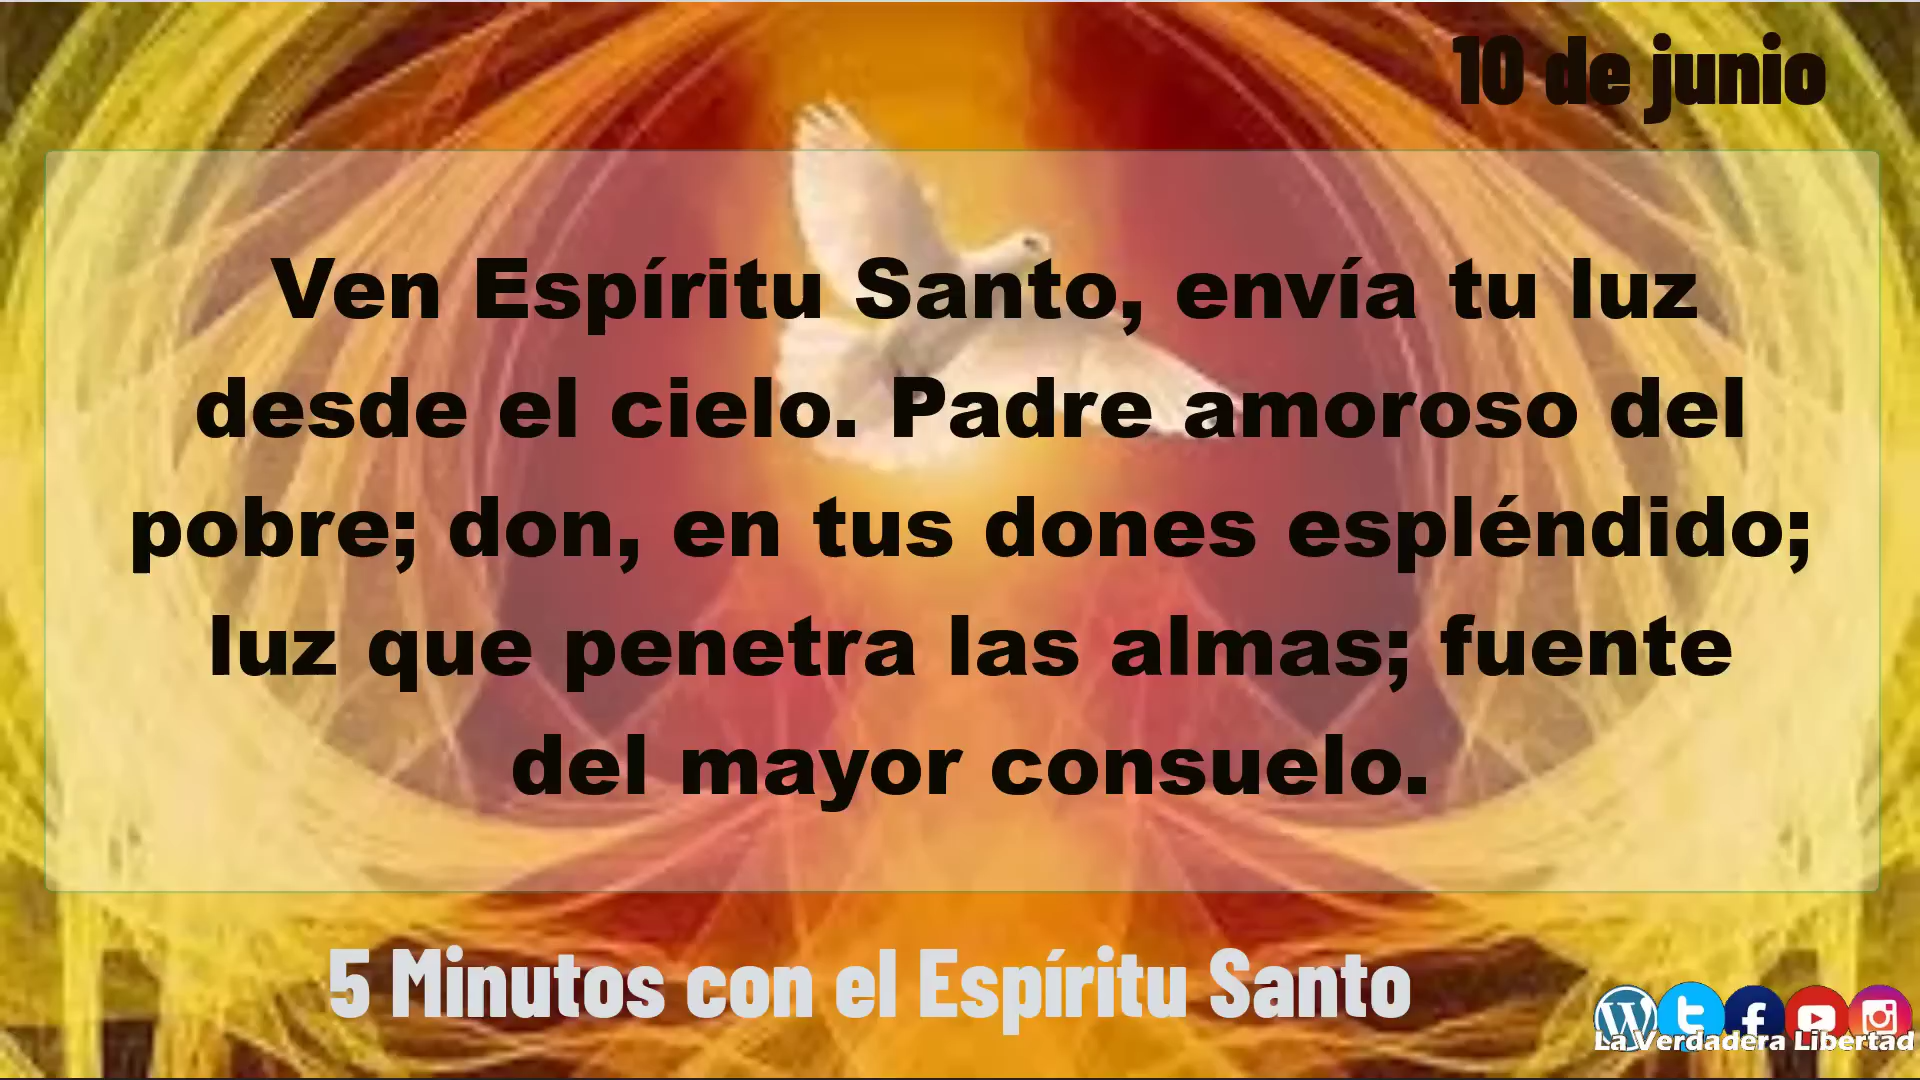 10 de junio
Ven Espíritu Santo, envía tu luz
desde el cielo. Padre amoroso del
pobre; don, en tus dones espléndido;
luz que penetra las almas; fuente
del mayor consuelo.
5 Minutos con el Espíritu Santo
La Verdadera Libertad